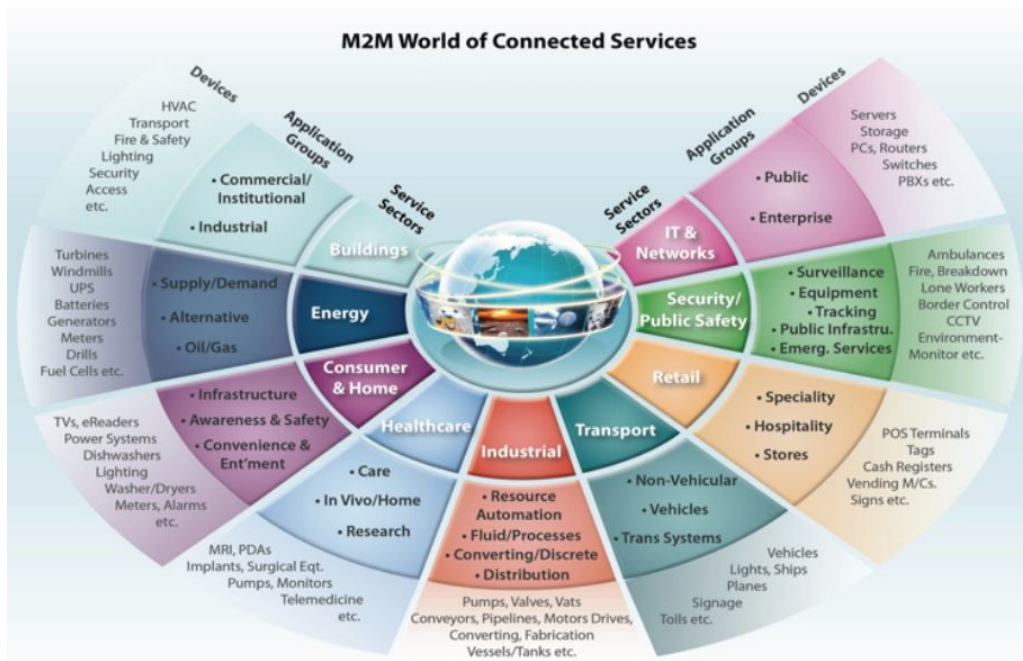 M2M World of Connected Services
Devices
Application
Groups
Service
Sectors
HVAC
Transport
Fire & Safety
Lighting
Security
Access
etc.
• Commercial/
Institutional
• Industrial
Buildings
Turbines
Windmills
UPS
Batteries
Generators
Meters
Drills
Fuel Cells etc.
• Supply/Demand
• Alternative
• Oil/Gas
Energy
TVs, eReaders
Power Systems
Dishwashers
Lighting
Washer/Dryers
Meters, Alarms
etc.
• Infrastructure
• Awareness & Safety
• Convenience &
Ent'ment
Consumer
& Home
MRI, PDAs
Implants, Surgical Eqt.
Pumps, Monitors
Telemedicine
etc.
• Care
• In Vivo/Home
• Research
Healthcare
Industrial
• Resource
Automation
• Fluid/Processes
• Converting/Discrete
• Distribution
Pumps, Valves, Vats
Conveyors, Pipelines, Motors Drives,
Converting, Fabrication
Vessels/Tanks etc.
Transport
• Non-Vehicular
• Vehicles
• Trans Systems
Vehicles
Lights, Ships
Planes
Signage
Tolls etc.
Retail
• Speciality
• Hospitality
• Stores
POS Terminals
Tags
Cash Registers
Vending M/Cs.
Signs etc.
Security/
Public Safety
• Surveillance
• Equipment
• Tracking
• Public Infrastru.
• Emerg. Services
Ambulances
Fire, Breakdown
Lone Workers
Border Control
CCTV
Environment-
Monitor etc.
IT &
Networks
• Public
• Enterprise
Servers
Storage
PCs, Routers
Switches
PBXs etc.
Service
Sectors
Application
Groups
Devices